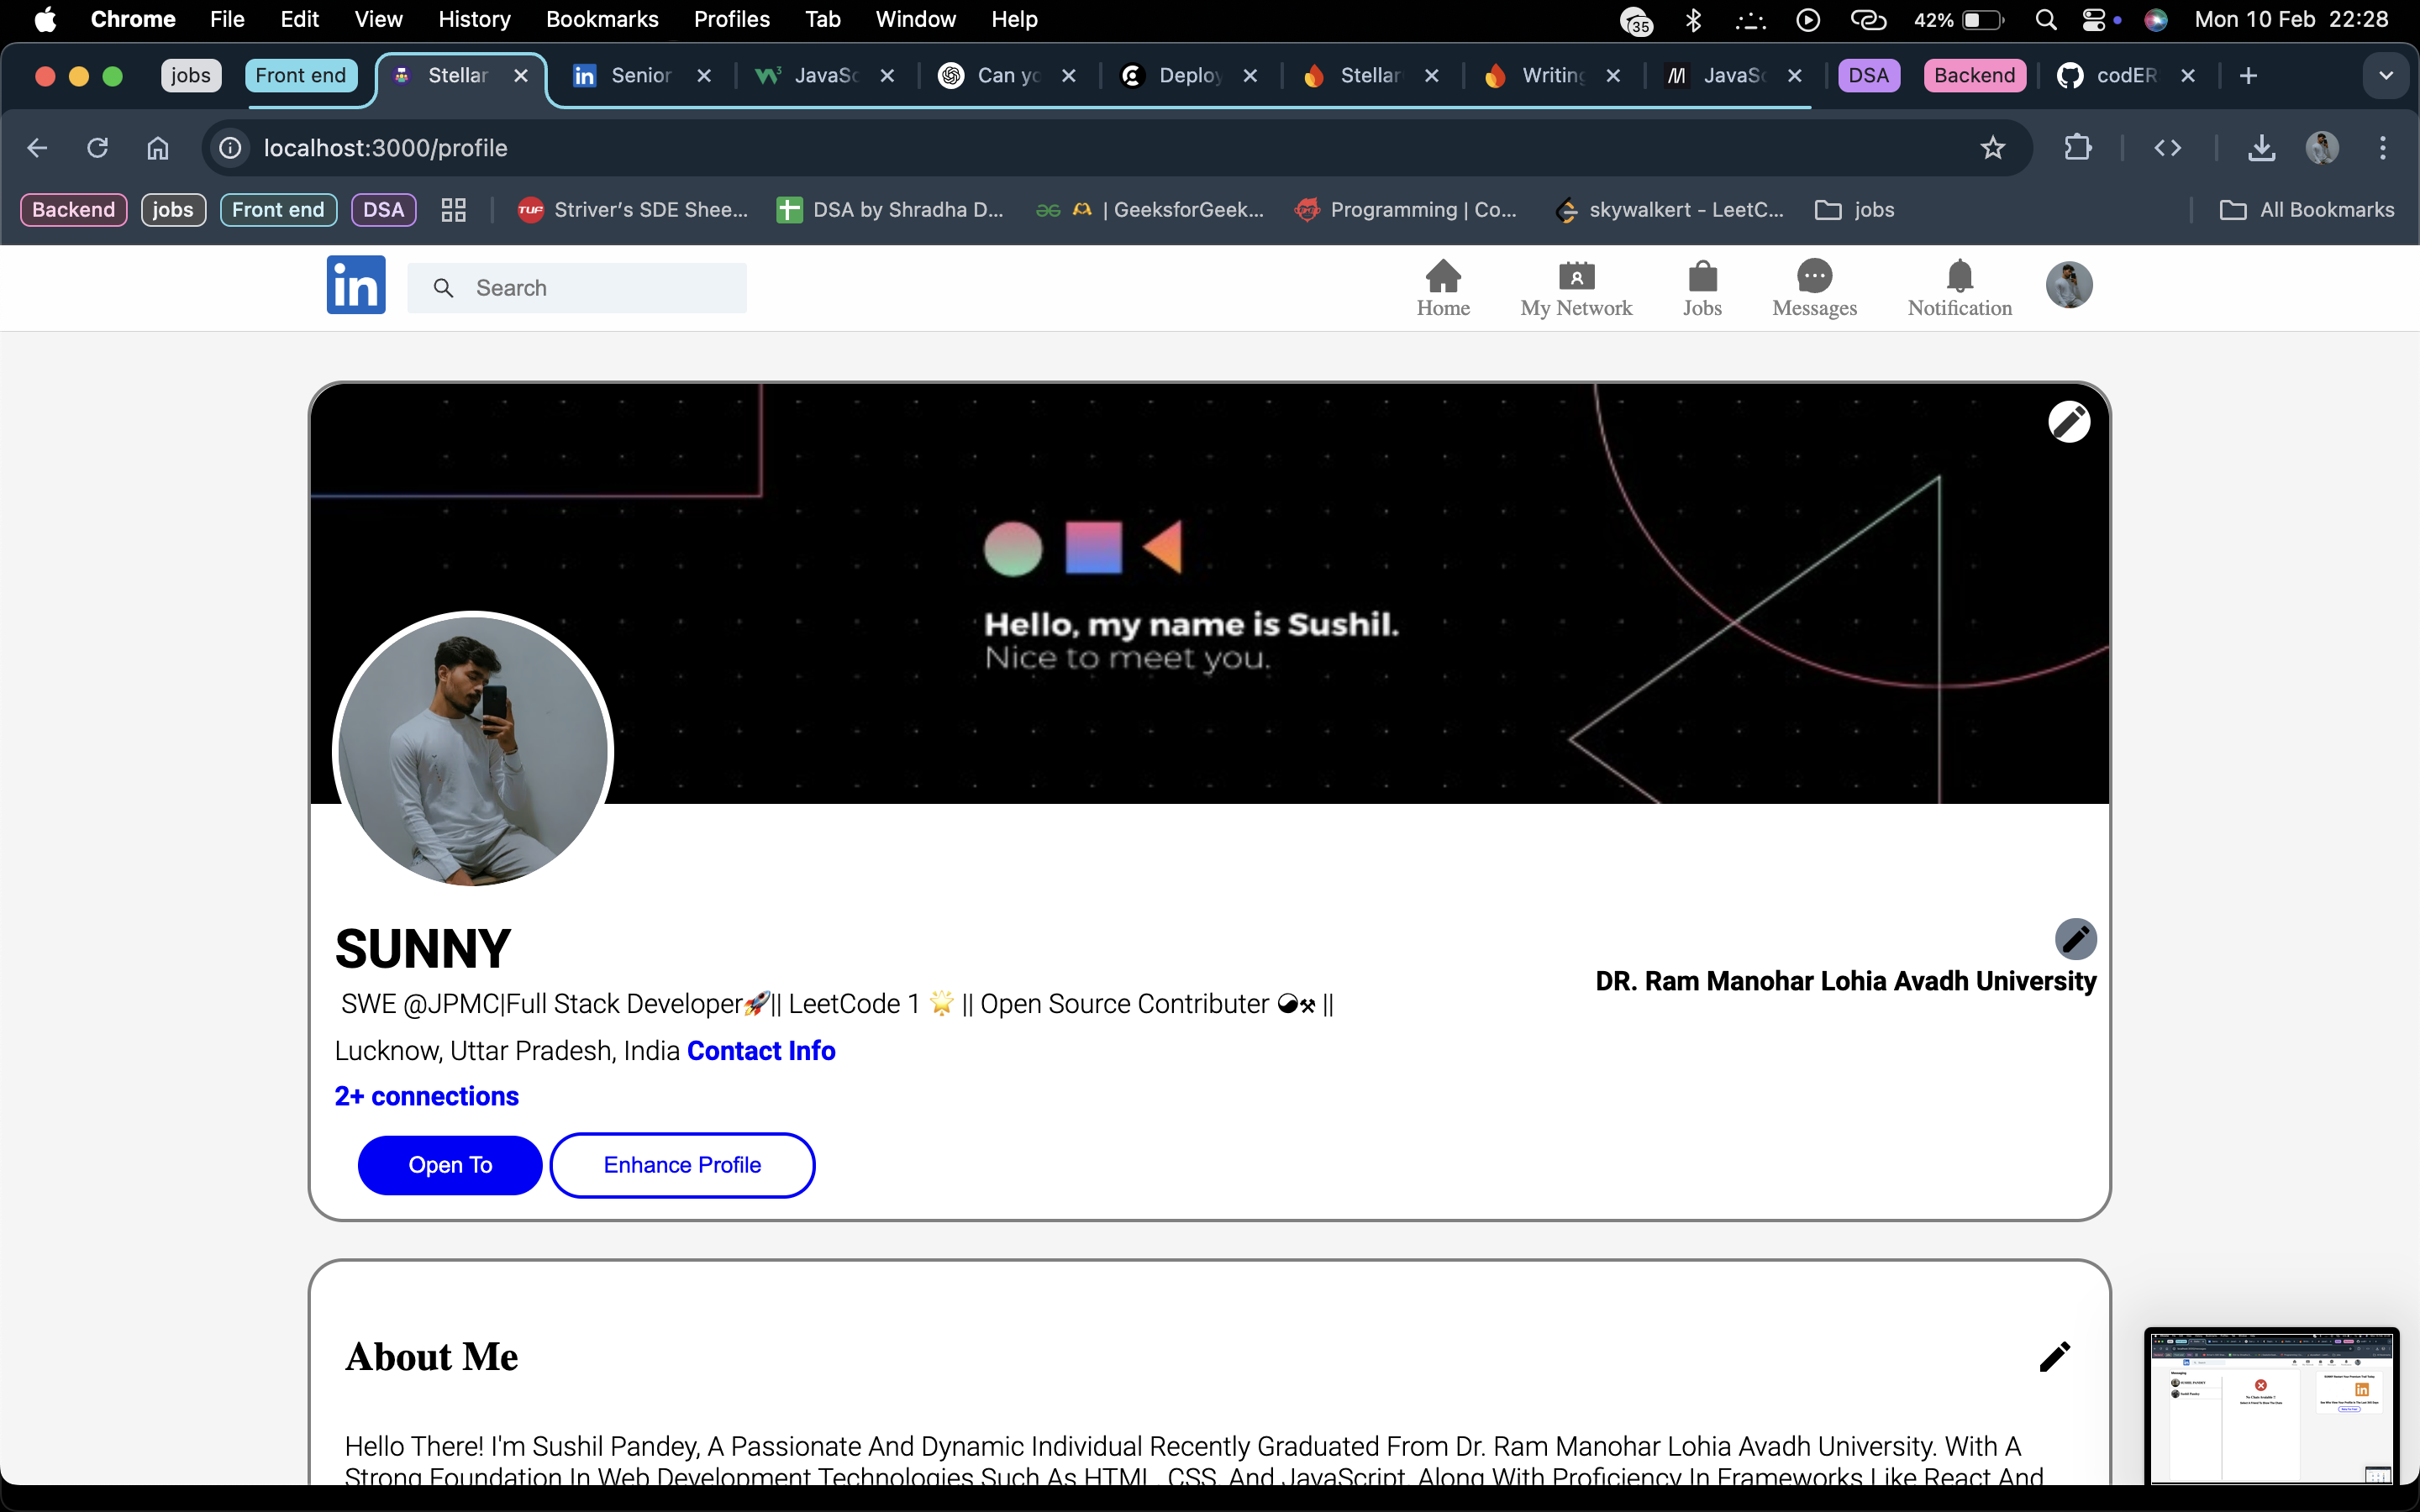 Chrome File Edit View History Bookmarks Profiles Tab Window Help 35 42% Mon 10 Feb 22:28
jobs Front end Stellar Senior JavaSc Can yo Deploy Stellar Writing JavaSc DSA Backend codER
localhost:3000/profile
Backend jobs Front end DSA TUF Striver's SDE Shee... DSA by Shradha D... | GeeksforGeek... Programming | Co... skywalkert - LeetC... jobs All Bookmarks
in Search Home My Network Jobs Messages Notification
Hello, my name is Sushil.
Nice to meet you.
SUNNY
DR. Ram Manohar Lohia Avadh University
SWE @JPMC|Full Stack Developer🚀|| LeetCode 1 🌟 || Open Source Contributer ☯⚒ ||
Lucknow, Uttar Pradesh, India Contact Info
2+ connections
Open To Enhance Profile
About Me
Hello There! I'm Sushil Pandey, A Passionate And Dynamic Individual Recently Graduated From Dr. Ram Manohar Lohia Avadh University. With A
Strong Foundation In Web Development Technologies Such As HTML, CSS, And JavaScript, Along With Proficiency In Frameworks Like React And